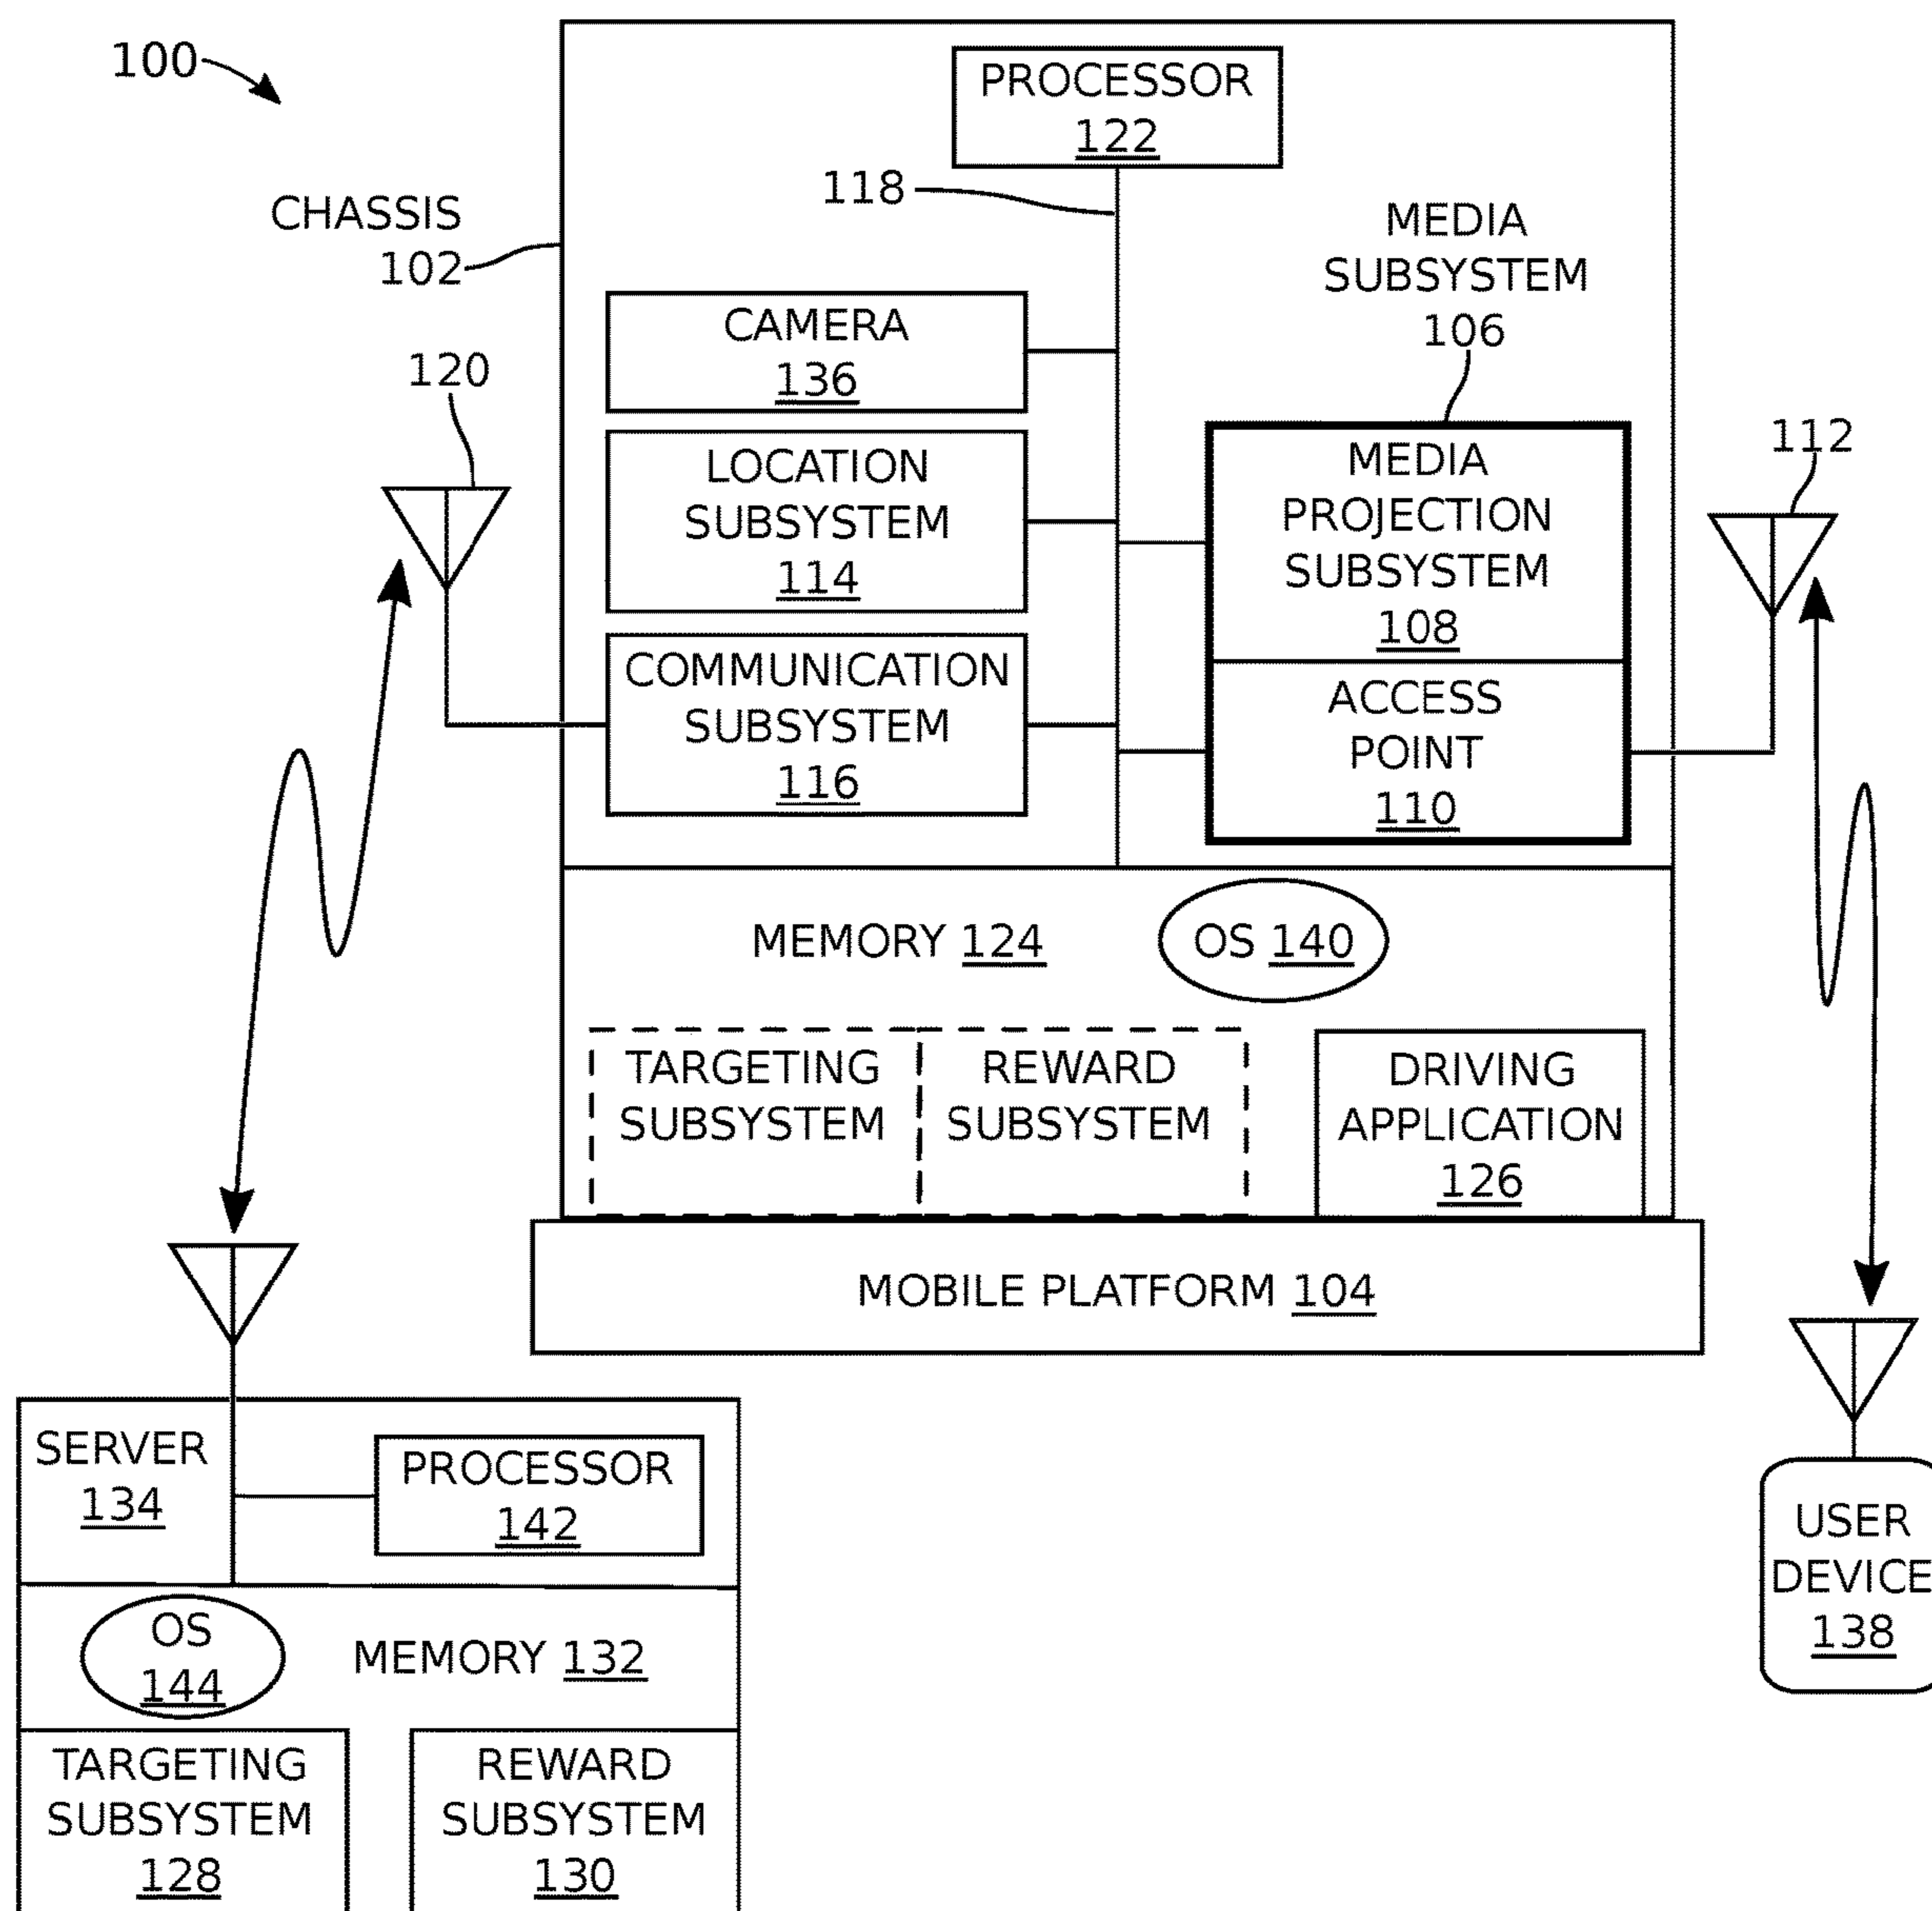 100
PROCESSOR
122
118
CHASSIS
102
MEDIA
SUBSYSTEM
106
CAMERA
136
120
LOCATION
SUBSYSTEM
114
MEDIA
PROJECTION
SUBSYSTEM
108
112
COMMUNICATION
SUBSYSTEM
116
ACCESS
POINT
110
MEMORY 124
OS 140
TARGETING
SUBSYSTEM
REWARD
SUBSYSTEM
DRIVING
APPLICATION
126
MOBILE PLATFORM 104
SERVER
134
PROCESSOR
142
USER
DEVICE
138
OS
144
MEMORY 132
TARGETING
SUBSYSTEM
128
REWARD
SUBSYSTEM
130